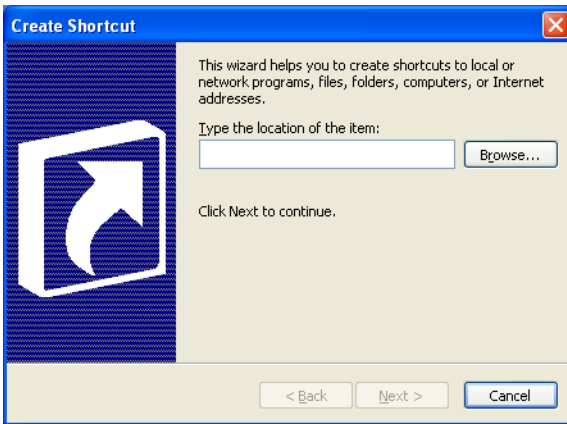 Create Shortcut
This wizard helps you to create shortcuts to local or
network programs, files, folders, computers, or Internet
addresses.
Type the location of the item:
Browse...
Click Next to continue.
< Back Next > Cancel